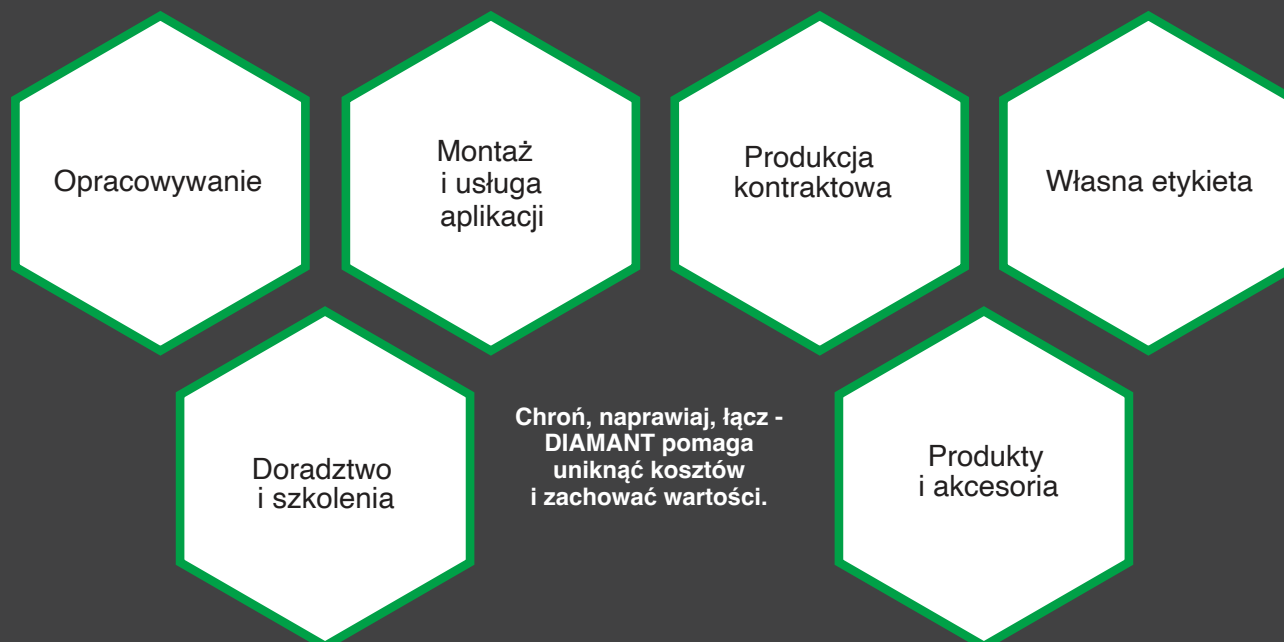 Opracowywanie
Montaż
i usługa
aplikacji
Produkcja
kontraktowa
Własna etykieta
Doradztwo
i szkolenia
Chroń, naprawiaj, łącz -
DIAMANT pomaga
uniknąć kosztów
i zachować wartości.
Produkty
i akcesoria